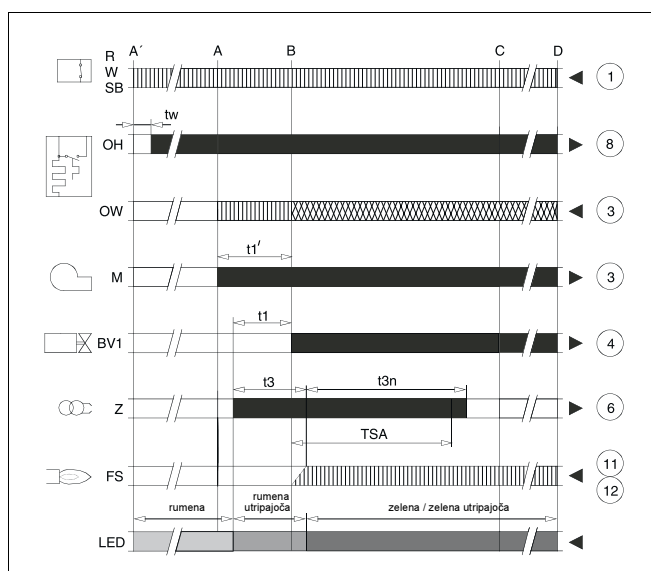 A´ A B C D
R
W
SB 1
tw
OH 8
OW 3
t1′
M 3
t1
BV1 4
t3 t3n
Z 6
TSA
FS 11
12
rumena rumena utripajoča zelena / zelena utripajoča
LED